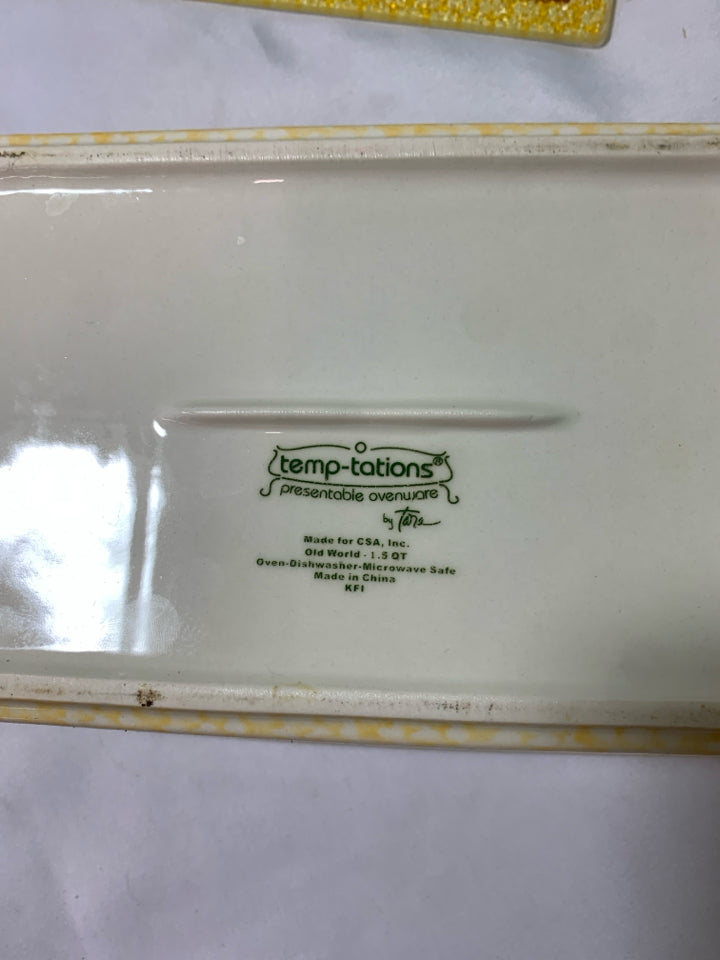 temp-tations®
presentable ovenware
by Tara
Made for CSA, Inc.
Old World - 1.5 QT
Oven-Dishwasher-Microwave Safe
Made in China
KFI